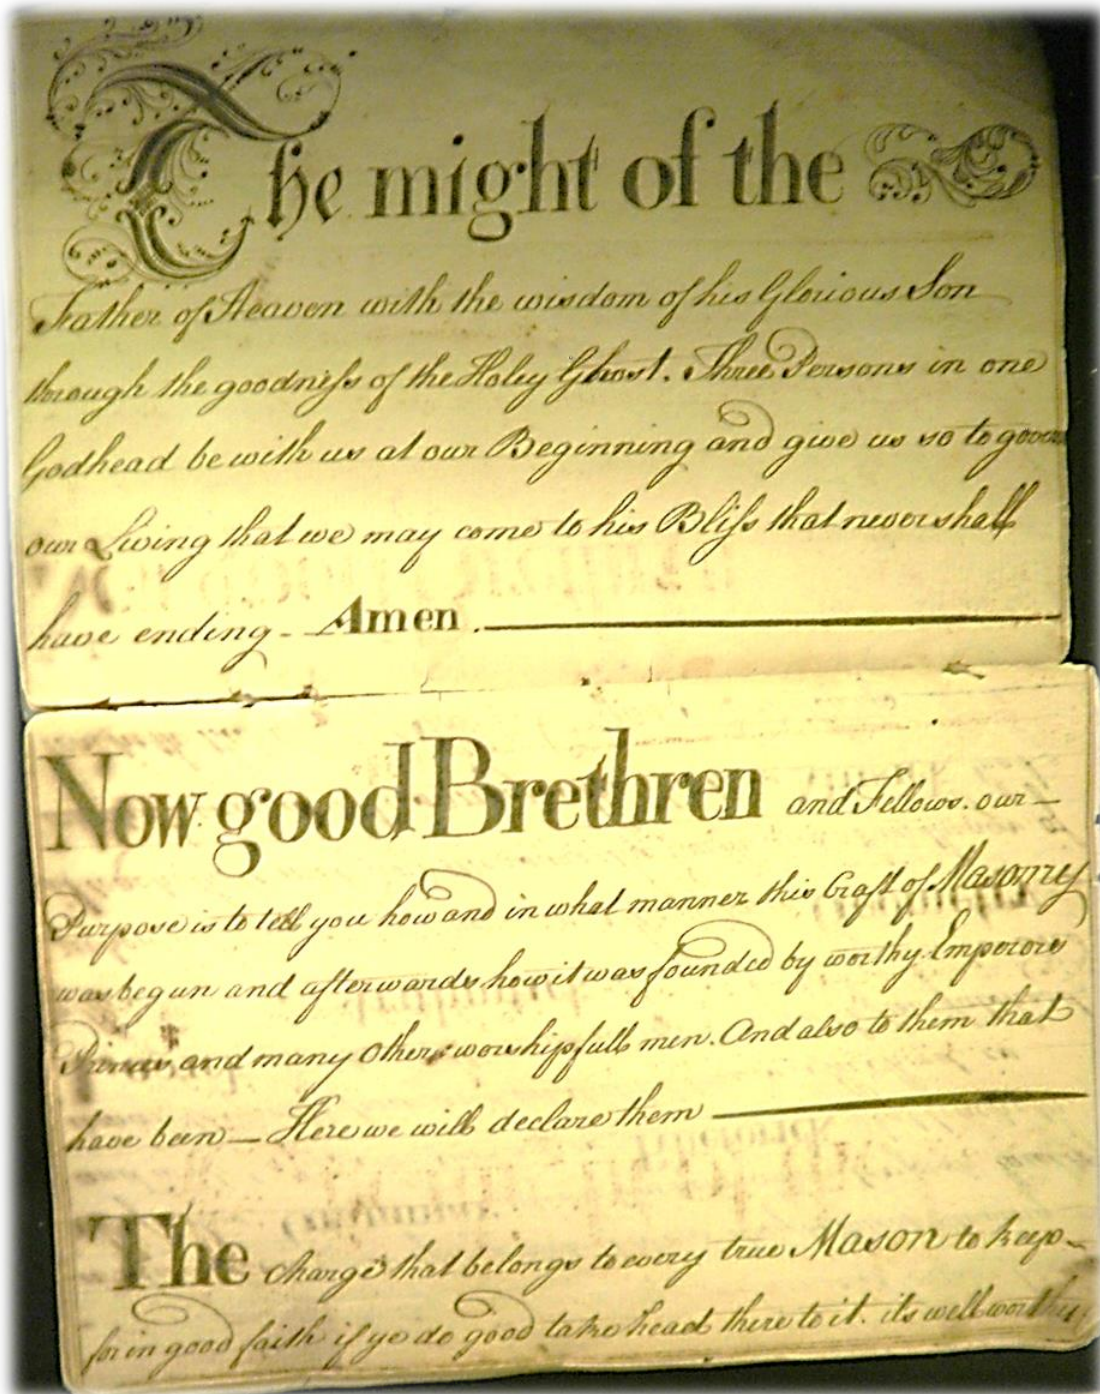 The might of the
Father of Heaven with the wisdom of his Glorious Son
through the goodneſs of the Holey Ghost. Three Persons in one
Godhead be with us at our Beginning and give us so to govern
our Living that we may come to his Bliſs that never shall
have ending - Amen.
Now good Brethren and Fellows. our -
Purpose is to tell you how and in what manner this Craft of Masonry
was begun and afterwards how it was founded by worthy Emperors
Princes and many Others worshipfull men. And also to them that
have been - Here we will declare them
The Charge that belongs to every true Mason to keep -
for in good faith if ye do good take head there to it. its well worthy